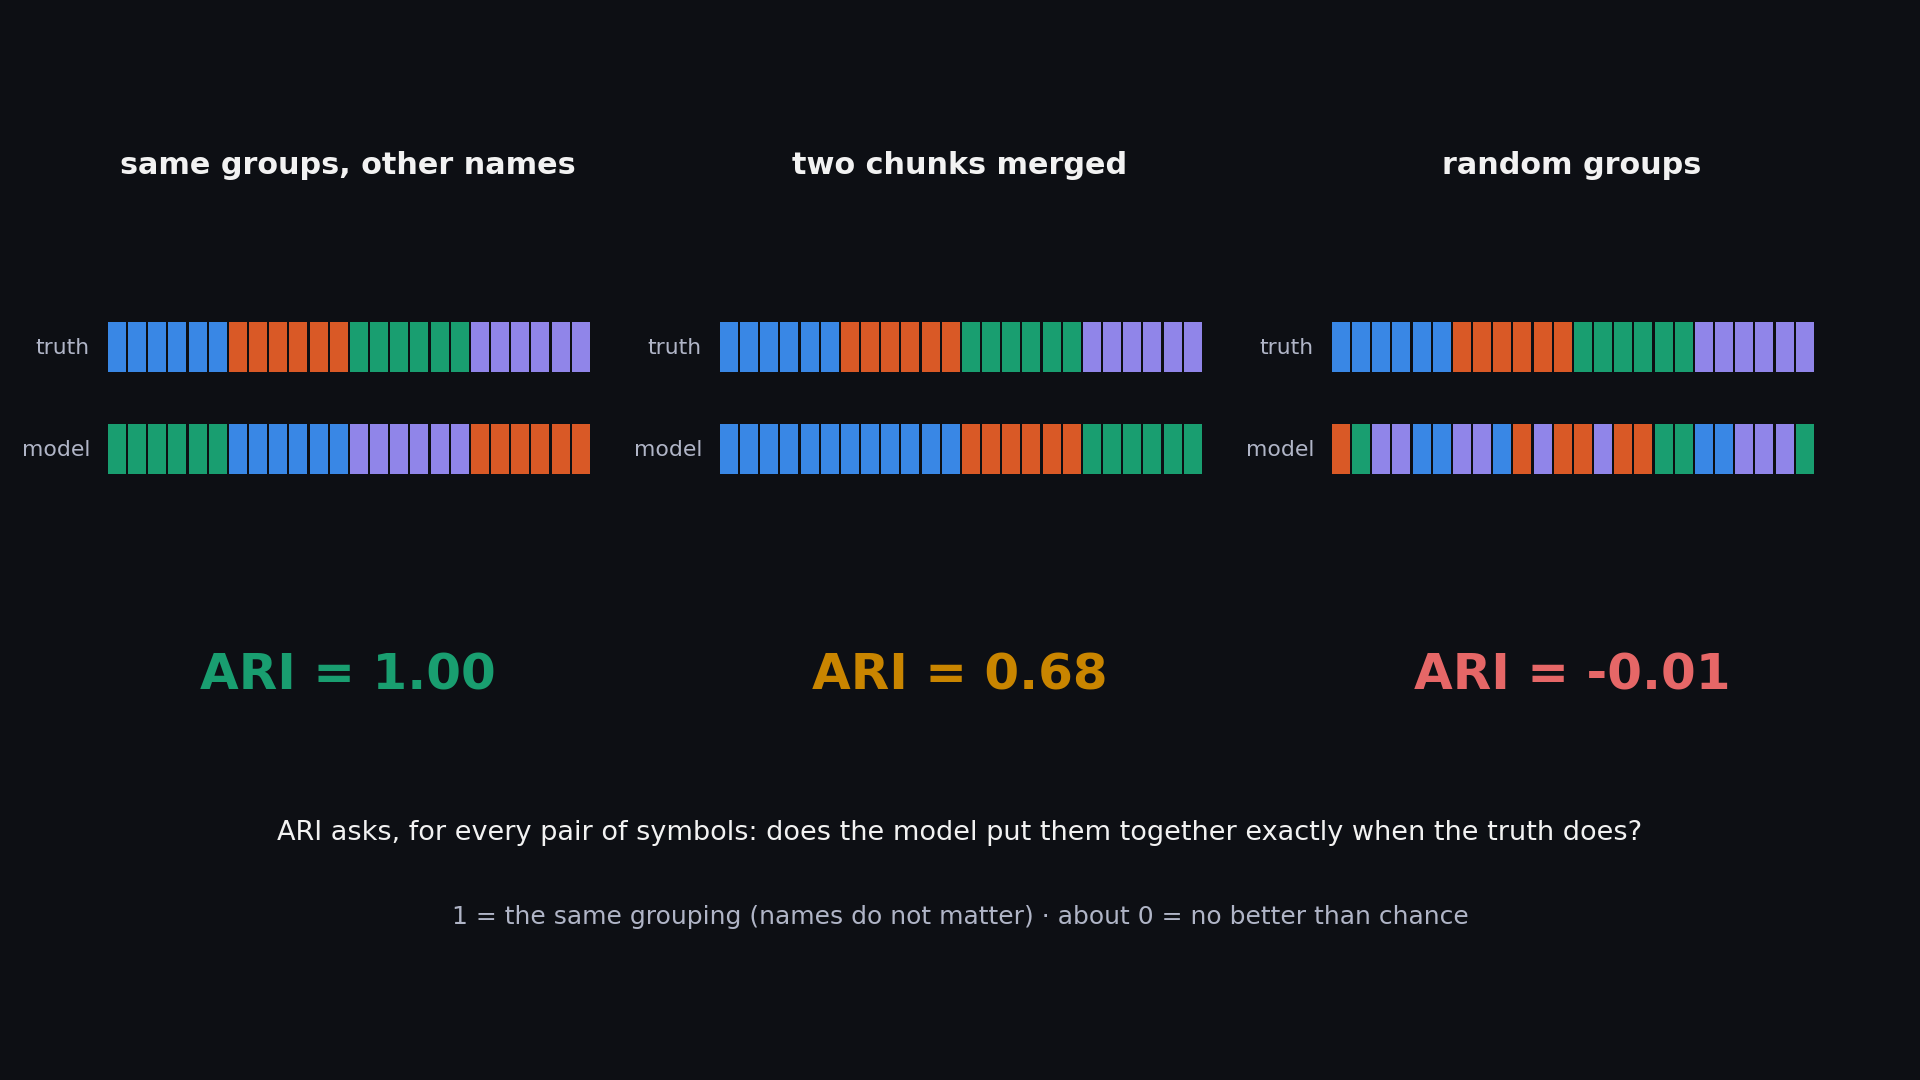 same groups, other names
two chunks merged
random groups
truth
truth
truth
model
model
model
ARI = 1.00
ARI = 0.68
ARI = -0.01
ARI asks, for every pair of symbols: does the model put them together exactly when the truth does?
1 = the same grouping (names do not matter) · about 0 = no better than chance